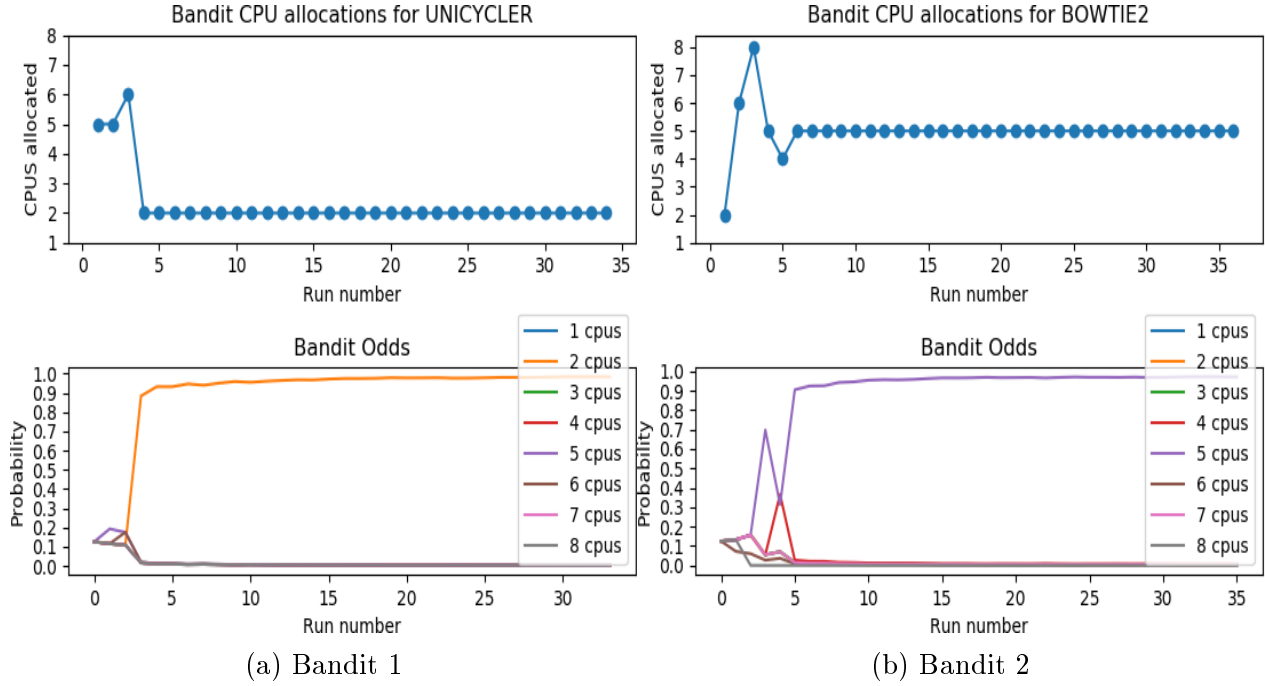 Bandit CPU allocations for UNICYCLER
8
7
6
5
4
3
2
1
CPUS allocated
0
5
10
15
20
25
30
35
Run number
Bandit CPU allocations for BOWTIE2
8
7
6
5
4
3
2
1
CPUS allocated
0
5
10
15
20
25
30
35
Run number
Bandit Odds
1.0
0.9
0.8
0.7
0.6
0.5
0.4
0.3
0.2
0.1
0.0
Probability
0
5
10
15
20
25
30
Run number
1 cpus
2 cpus
3 cpus
4 cpus
5 cpus
6 cpus
7 cpus
8 cpus
Bandit Odds
1.0
0.9
0.8
0.7
0.6
0.5
0.4
0.3
0.2
0.1
0.0
Probability
0
5
10
15
20
25
30
35
Run number
1 cpus
2 cpus
3 cpus
4 cpus
5 cpus
6 cpus
7 cpus
8 cpus
(a) Bandit 1
(b) Bandit 2